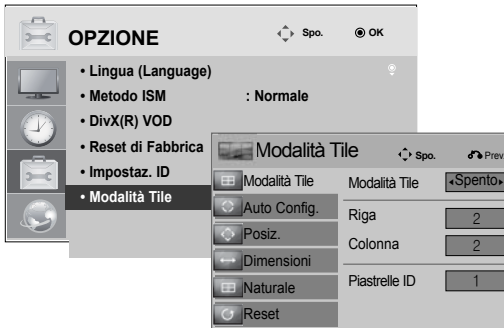 OPZIONE Spo. OK
• Lingua (Language)
• Metodo ISM : Normale
• DivX(R) VOD
• Reset di Fabbrica
• Impostaz. ID
• Modalità Tile
Modalità Tile Spo. Prev
Modalità Tile Modalità Tile Spento
Auto Config. Riga 2
Posiz. Colonna 2
Dimensioni
Naturale Piastrelle ID 1
Reset